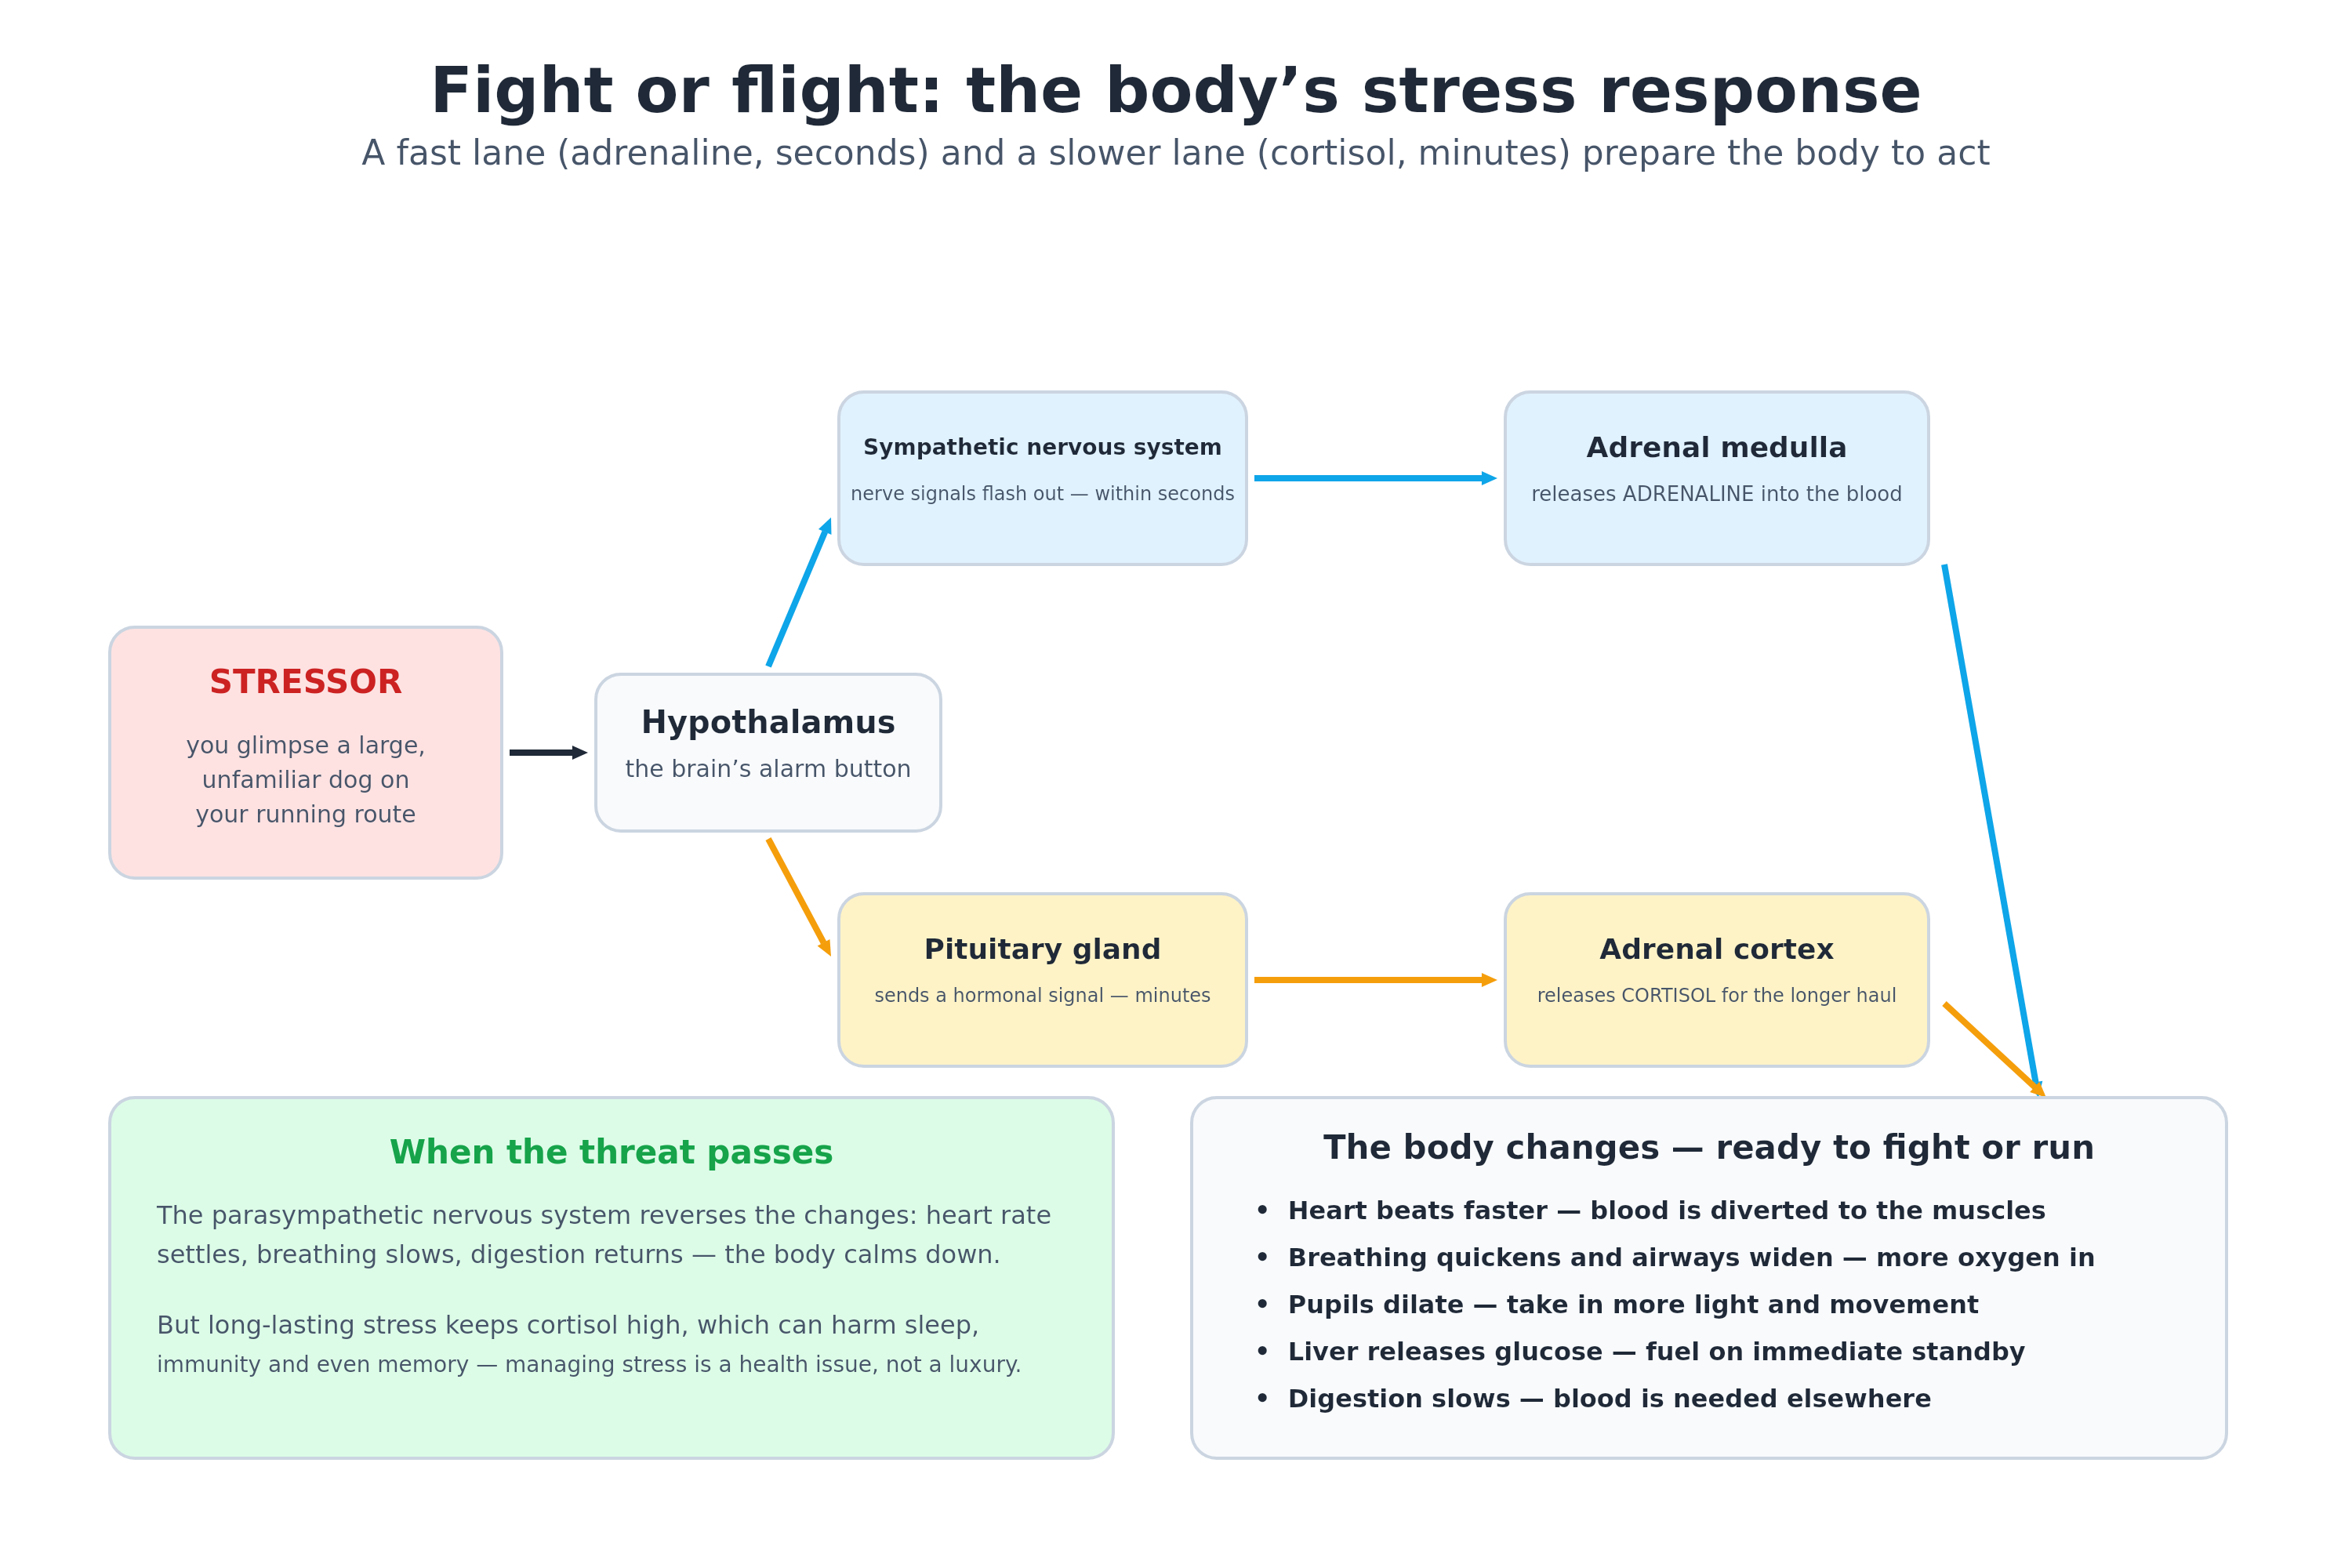 Fight or flight: the body’s stress response
A fast lane (adrenaline, seconds) and a slower lane (cortisol, minutes) prepare the body to act
Sympathetic nervous system
nerve signals flash out — within seconds
Adrenal medulla
releases ADRENALINE into the blood
STRESSOR
you glimpse a large,
unfamiliar dog on
your running route
Hypothalamus
the brain’s alarm button
Pituitary gland
sends a hormonal signal — minutes
Adrenal cortex
releases CORTISOL for the longer haul
When the threat passes
The parasympathetic nervous system reverses the changes: heart rate
settles, breathing slows, digestion returns — the body calms down.
But long-lasting stress keeps cortisol high, which can harm sleep,
immunity and even memory — managing stress is a health issue, not a luxury.
The body changes — ready to fight or run
• Heart beats faster — blood is diverted to the muscles
• Breathing quickens and airways widen — more oxygen in
• Pupils dilate — take in more light and movement
• Liver releases glucose — fuel on immediate standby
• Digestion slows — blood is needed elsewhere